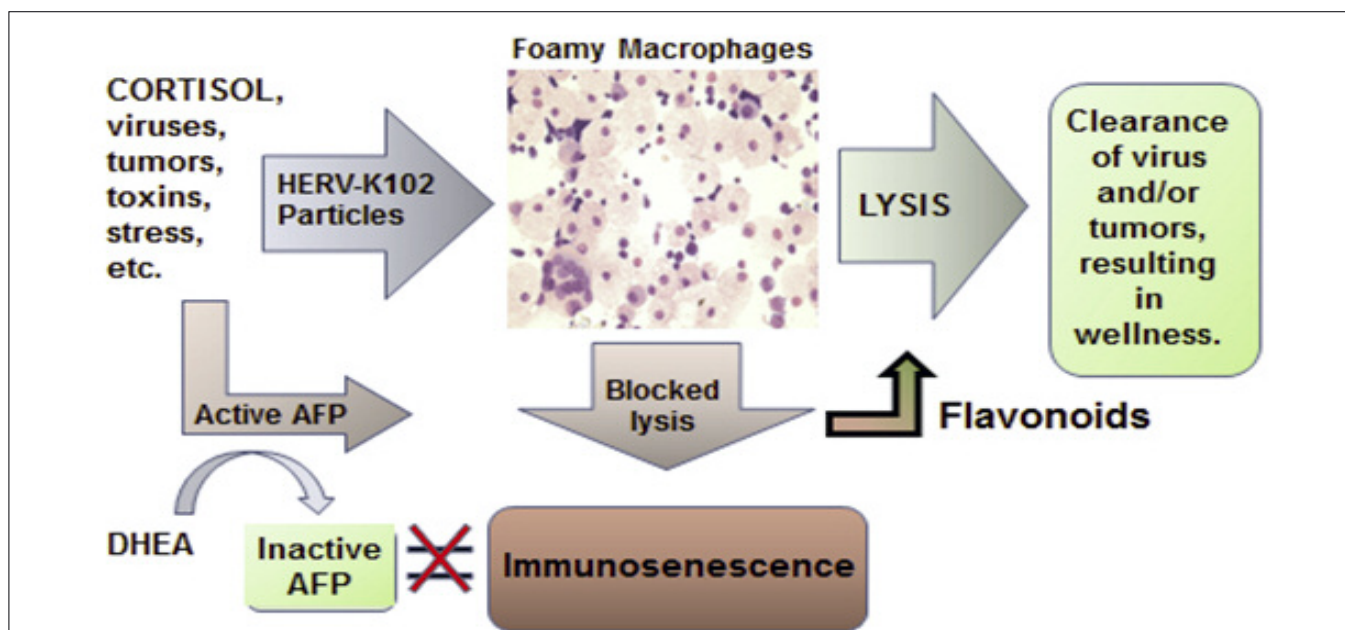 Foamy Macrophages
CORTISOL,
viruses,
tumors,
toxins,
stress,
etc.
HERV-K102
Particles
LYSIS
Clearance
of virus
and/or
tumors,
resulting
in
wellness.
Active AFP
Blocked
lysis
Flavonoids
DHEA
Inactive
AFP
Immunosenescence